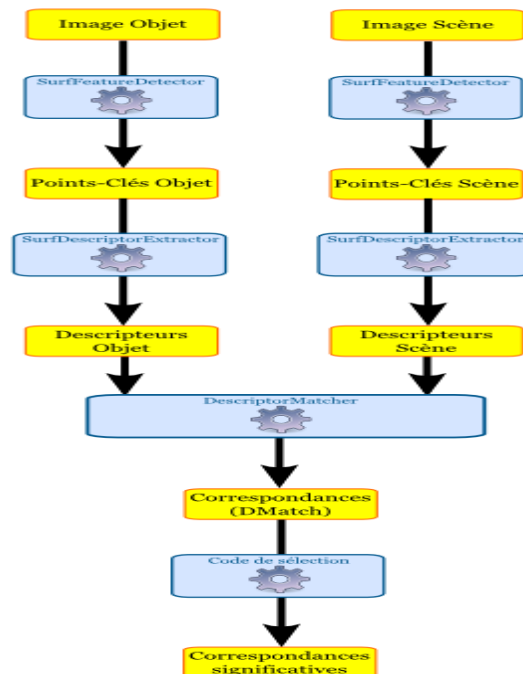 Image Objet
Image Scène
SurfFeatureDetector
SurfFeatureDetector
Points-Clés Objet
Points-Clés Scène
SurfDescriptorExtractor
SurfDescriptorExtractor
Descripteurs
Objet
Descripteurs
Scène
DescriptorMatcher
Correspondances
(DMatch)
Code de sélection
Correspondances
significatives